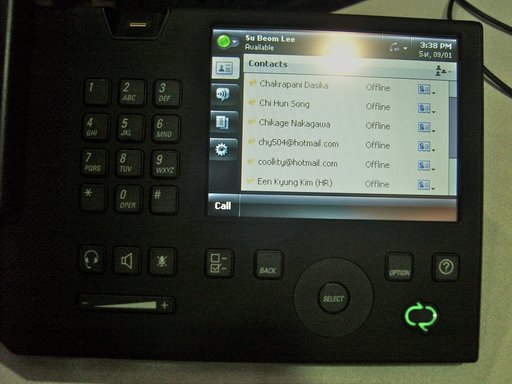 Su Beom Lee
Available
3:38 PM
Sat, 09/01
Contacts
Chakrapani Dasika Offline
Chi Hun Song Offline
Chikage Nakagawa Offline
chy504@hotmail.com Offline
coolkty@hotmail.com Offline
Een Kyung Kim (HR) Offline
Call
1 2 ABC 3 DEF
4 GHI 5 JKL 6 MNO
7 PQRS 8 TUV 9 WXYZ
* 0 OPER #
BACK
OPTION
?
SELECT
- +